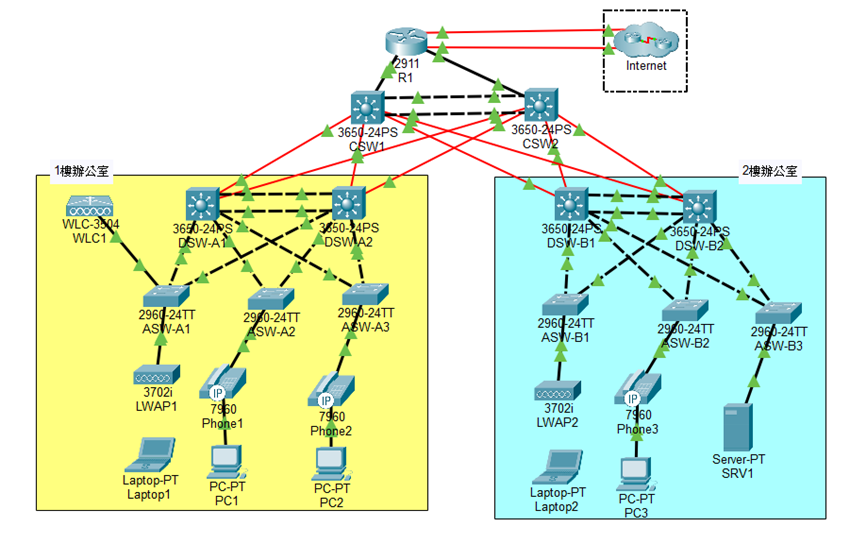 2911
R1
Internet
3650-24PS
CSW1
3650-24PS
CSW2
1樓辦公室
2樓辦公室
WLC-3504
WLC1
3650-24PS
DSW-A1
3650-24PS
DSW-A2
3650-24PS
DSW-B1
3650-24PS
DSW-B2
2960-24TT
ASW-A1
2960-24TT
ASW-A2
2960-24TT
ASW-A3
2960-24TT
ASW-B1
2960-24TT
ASW-B2
2960-24TT
ASW-B3
3702i
LWAP1
IP
7960
Phone1
IP
7960
Phone2
3702i
LWAP2
IP
7960
Phone3
Server-PT
SRV1
Laptop-PT
Laptop1
PC-PT
PC1
PC-PT
PC2
Laptop-PT
Laptop2
PC-PT
PC3